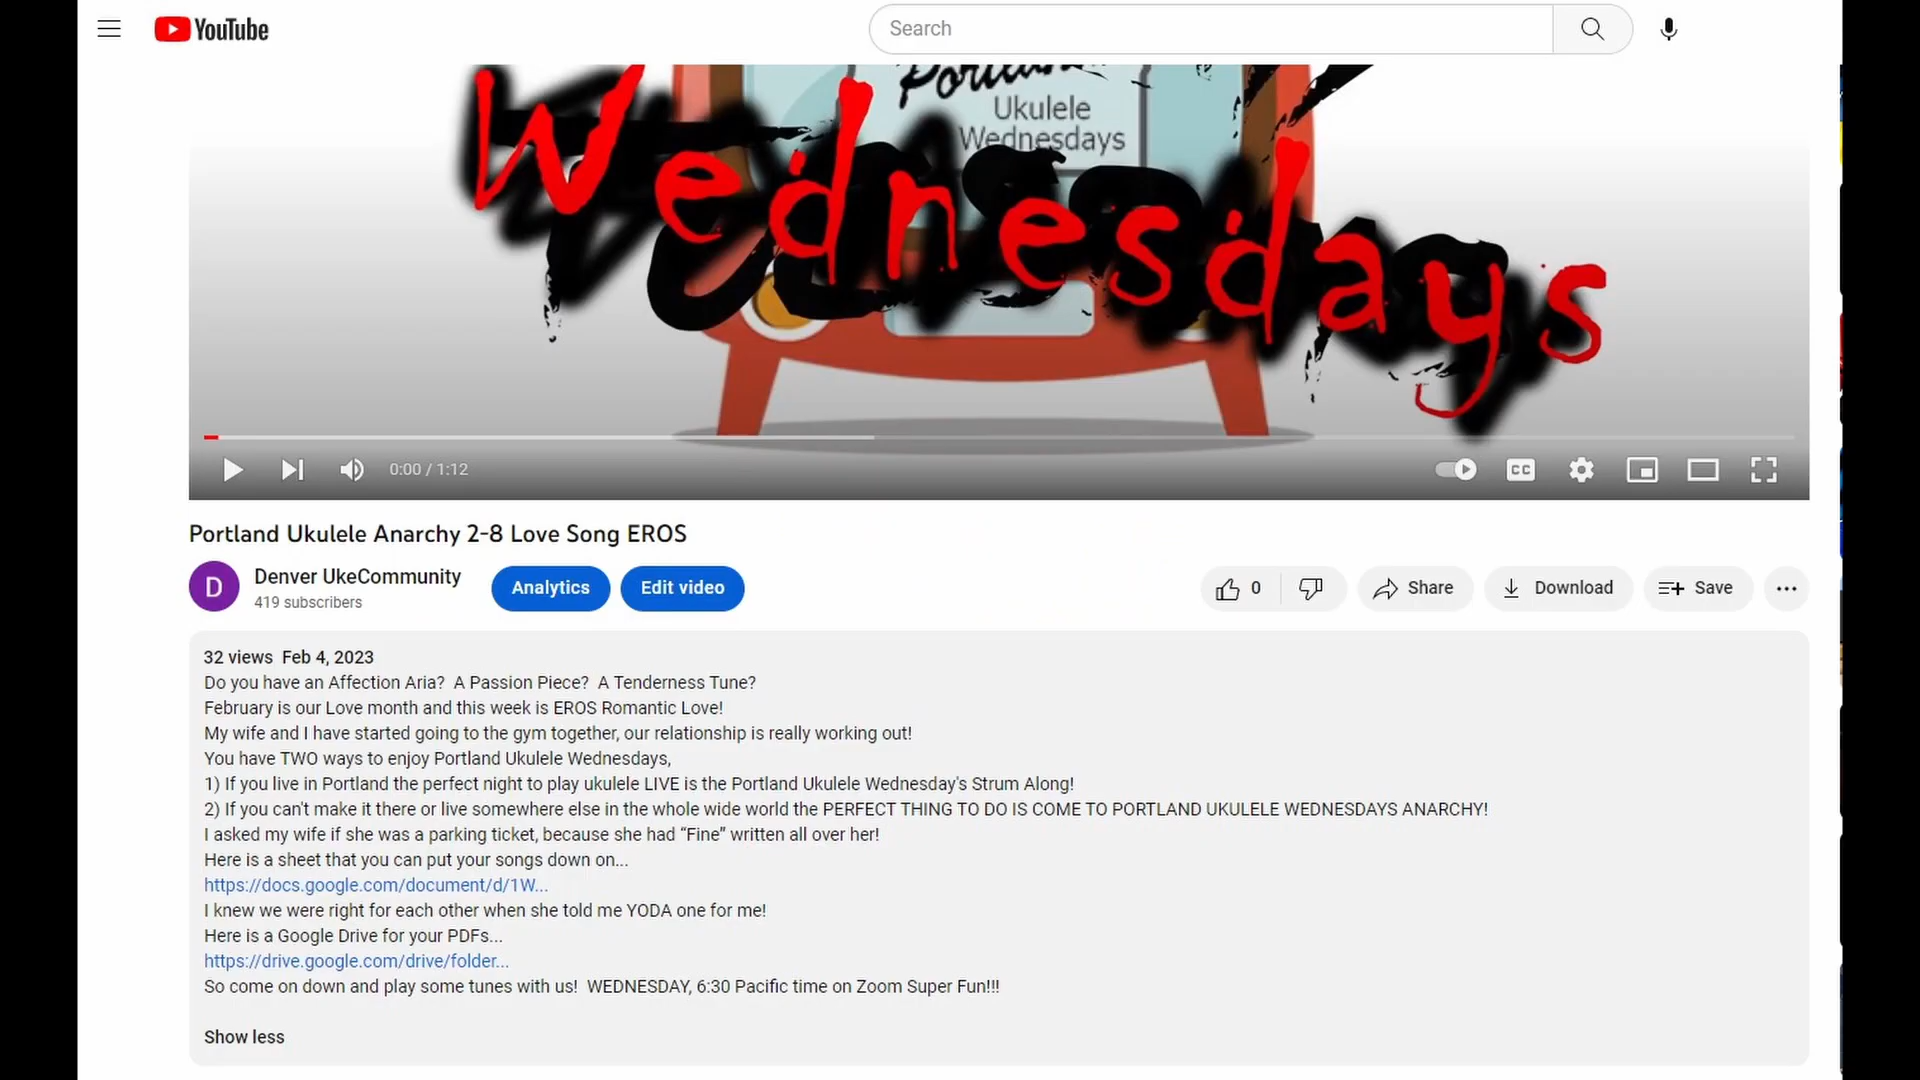 YouTube
Search
Portland
Ukulele
Wednesdays
Wednesdays
0:00 / 1:12
CC
Portland Ukulele Anarchy 2-8 Love Song EROS
D
Denver UkeCommunity
419 subscribers
Analytics
Edit video
0
Share
Download
Save
32 views Feb 4, 2023
Do you have an Affection Aria? A Passion Piece? A Tenderness Tune?
February is our Love month and this week is EROS Romantic Love!
My wife and I have started going to the gym together, our relationship is really working out!
You have TWO ways to enjoy Portland Ukulele Wednesdays,
1) If you live in Portland the perfect night to play ukulele LIVE is the Portland Ukulele Wednesday's Strum Along!
2) If you can't make it there or live somewhere else in the whole wide world the PERFECT THING TO DO IS COME TO PORTLAND UKULELE WEDNESDAYS ANARCHY!
I asked my wife if she was a parking ticket, because she had “Fine” written all over her!
Here is a sheet that you can put your songs down on...
https://docs.google.com/document/d/1W...
I knew we were right for each other when she told me YODA one for me!
Here is a Google Drive for your PDFs...
https://drive.google.com/drive/folder...
So come on down and play some tunes with us! WEDNESDAY, 6:30 Pacific time on Zoom Super Fun!!!
Show less